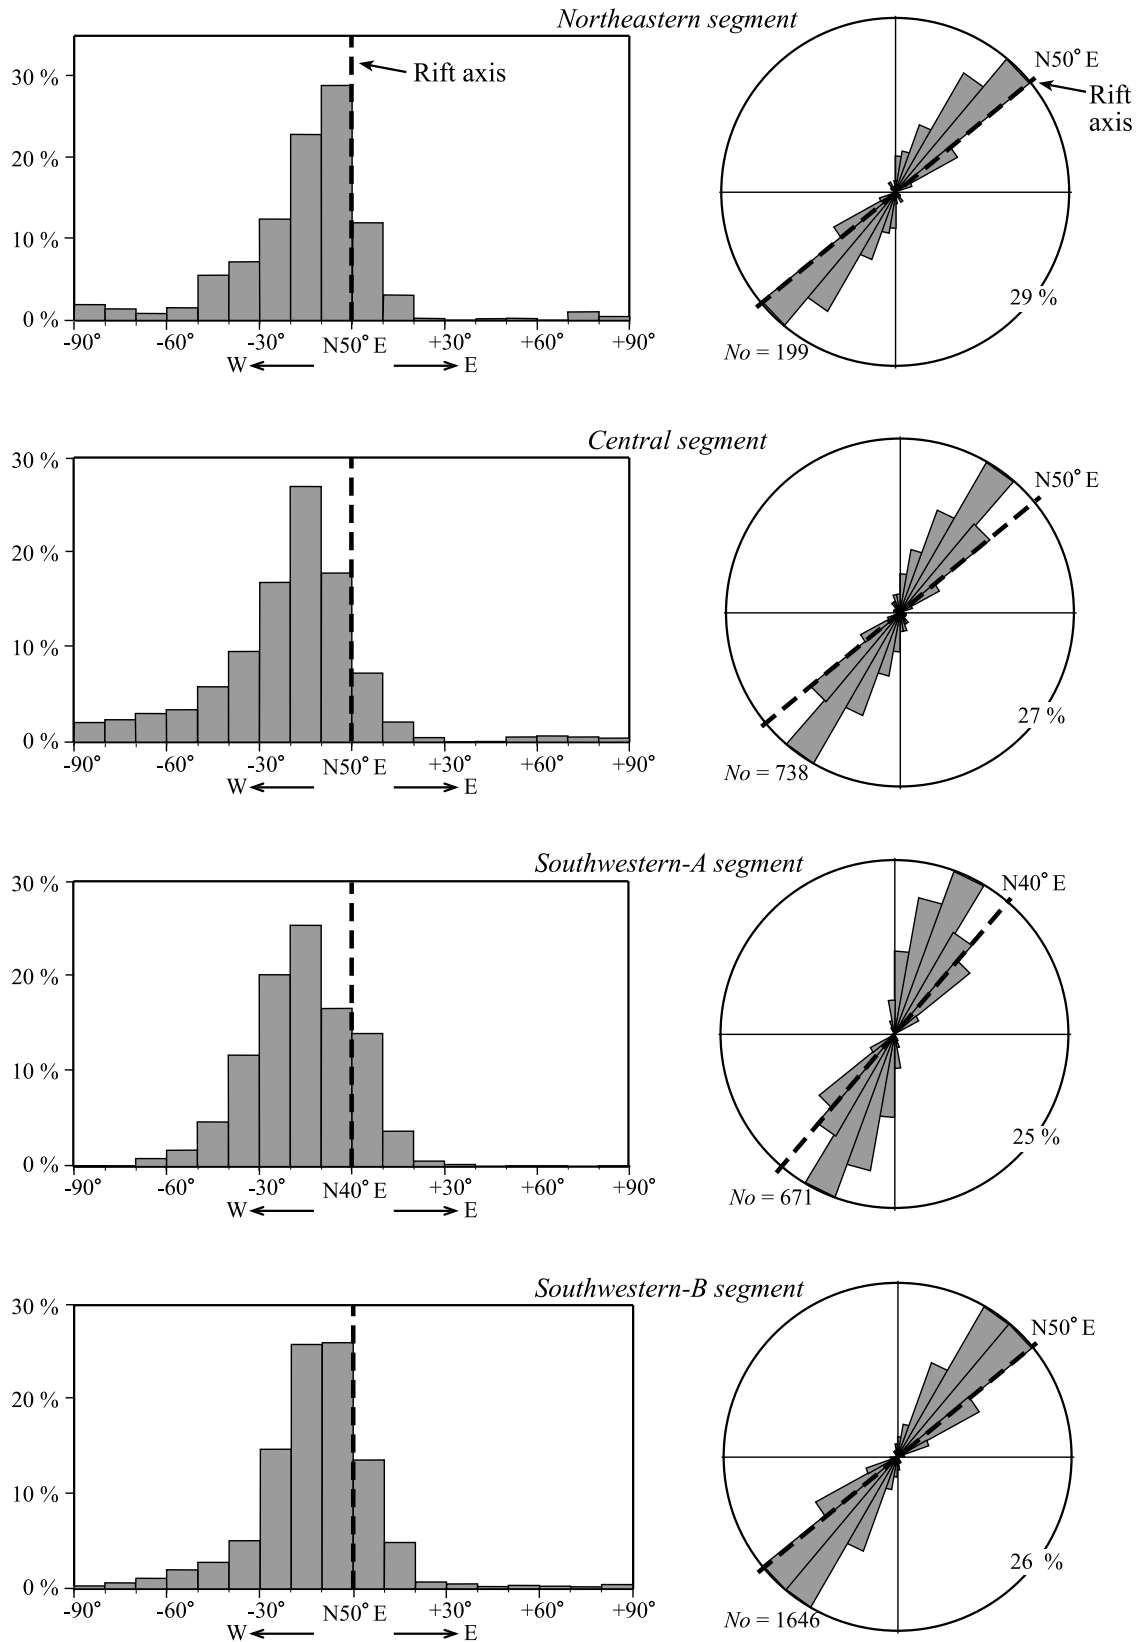 Northeastern segment
30 %
20 %
10 %
0 %
Rift axis
-90° -60° -30° N50° E +30° +60° +90°
W E
N50° E
Rift
axis
29 %
No = 199
Central segment
30 %
20 %
10 %
0 %
-90° -60° -30° N50° E +30° +60° +90°
W E
N50° E
27 %
No = 738
Southwestern-A segment
30 %
20 %
10 %
0 %
-90° -60° -30° N40° E +30° +60° +90°
W E
N40° E
25 %
No = 671
Southwestern-B segment
30 %
20 %
10 %
0 %
-90° -60° -30° N50° E +30° +60° +90°
W E
N50° E
26 %
No = 1646